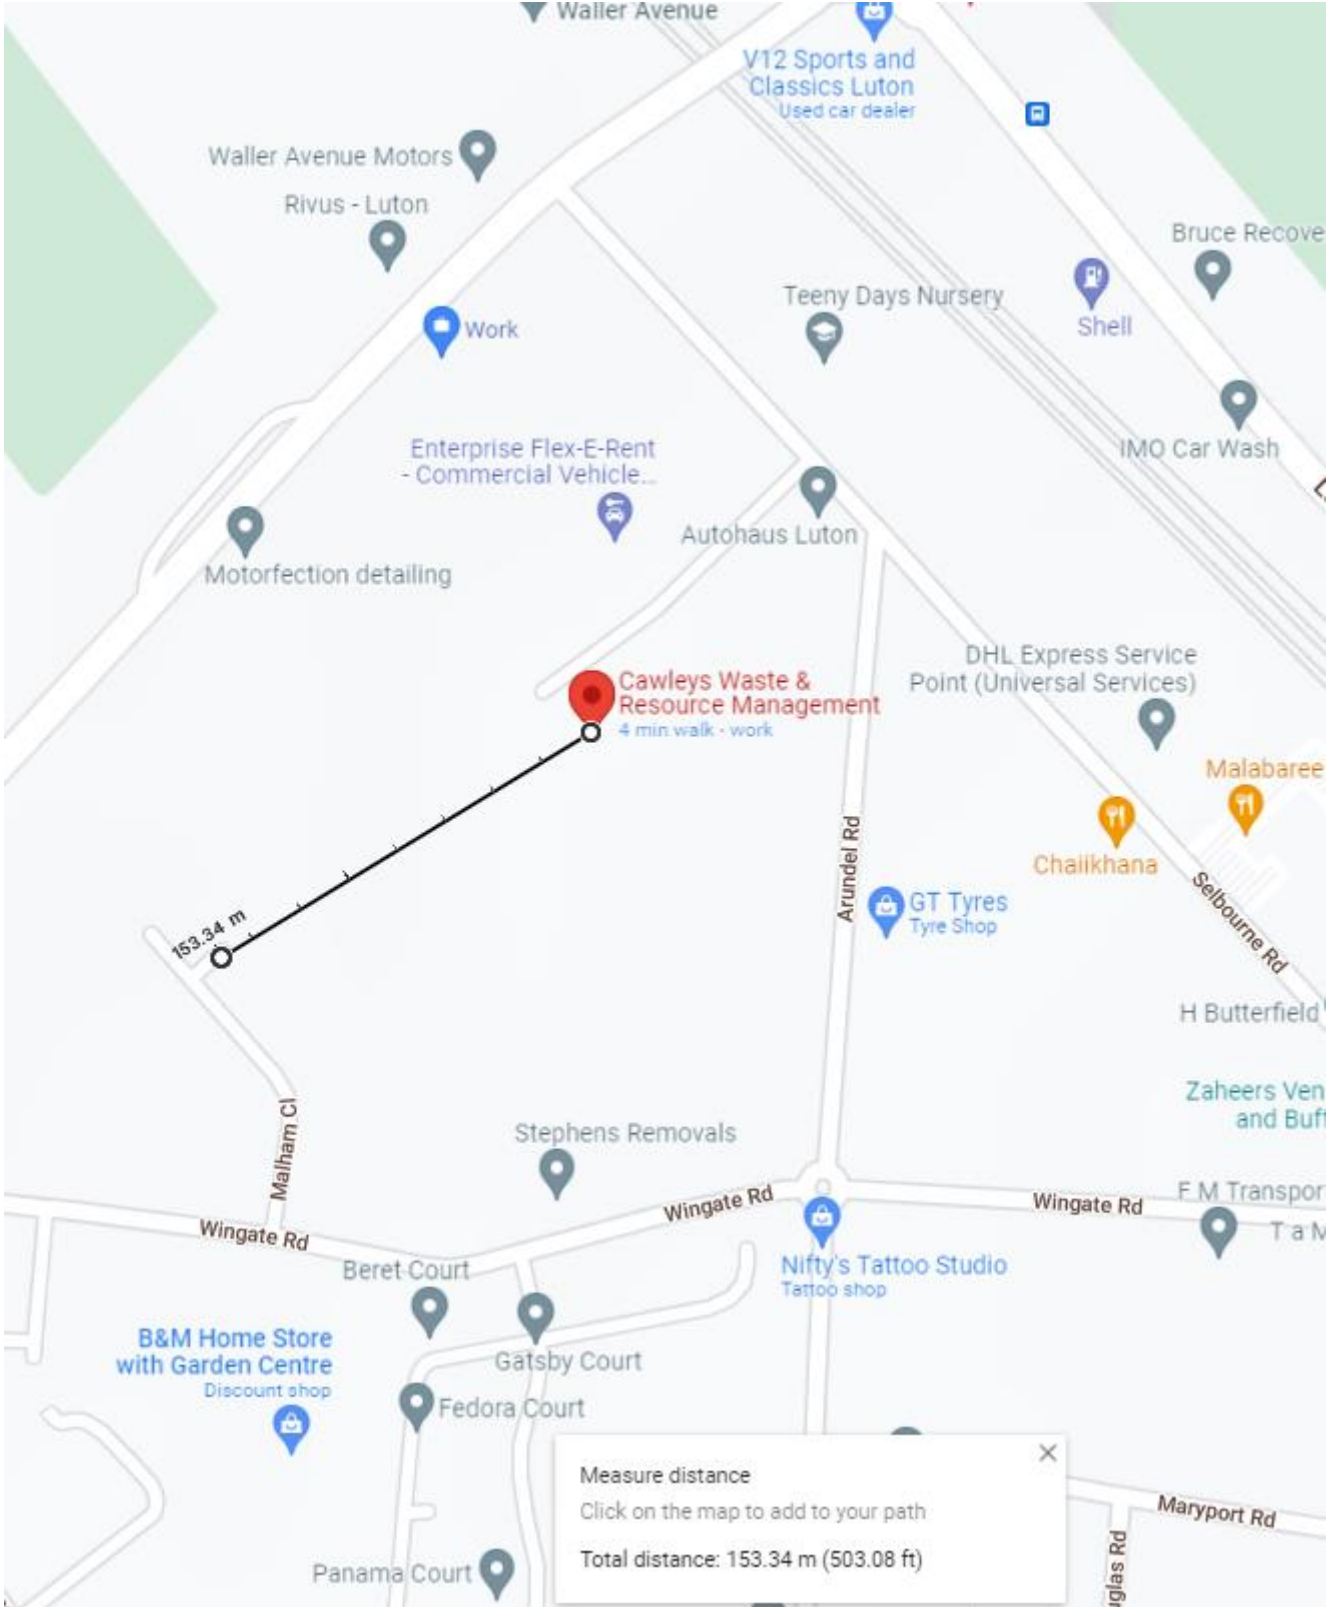 Waller Avenue
V12 Sports and
Classics Luton
Used car dealer
Waller Avenue Motors
Rivus - Luton
Bruce Recove
Teeny Days Nursery
Shell
Work
IMO Car Wash
Enterprise Flex-E-Rent
- Commercial Vehicle...
Autohaus Luton
Motorfection detailing
DHL Express Service
Point (Universal Services)
Cawleys Waste &
Resource Management
4 min walk · work
Malabaree
Chaiikhana
Arundel Rd
Selbourne Rd
GT Tyres
Tyre Shop
153.34 m
H Butterfield
Zaheers Ven
and Buff
Malham Cl
Stephens Removals
Wingate Rd
Wingate Rd
Wingate Rd
F M Transpor
T a M
Beret Court
Nifty's Tattoo Studio
Tattoo shop
B&M Home Store
with Garden Centre
Discount shop
Gatsby Court
Fedora Court
Measure distance
Click on the map to add to your path
Total distance: 153.34 m (503.08 ft)
Maryport Rd
uglas Rd
Panama Court